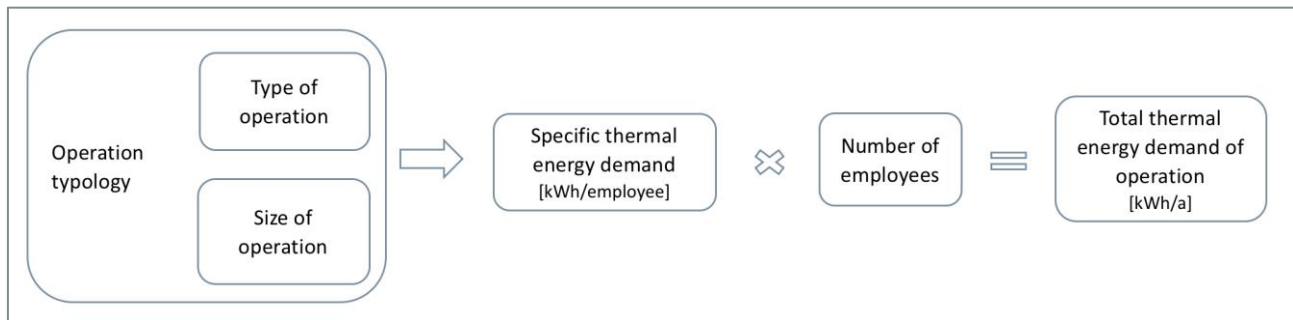 Operation
typology
Type of
operation
Size of
operation
Specific thermal
energy demand
[kWh/employee]
Number of
employees
Total thermal
energy demand of
operation
[kWh/a]